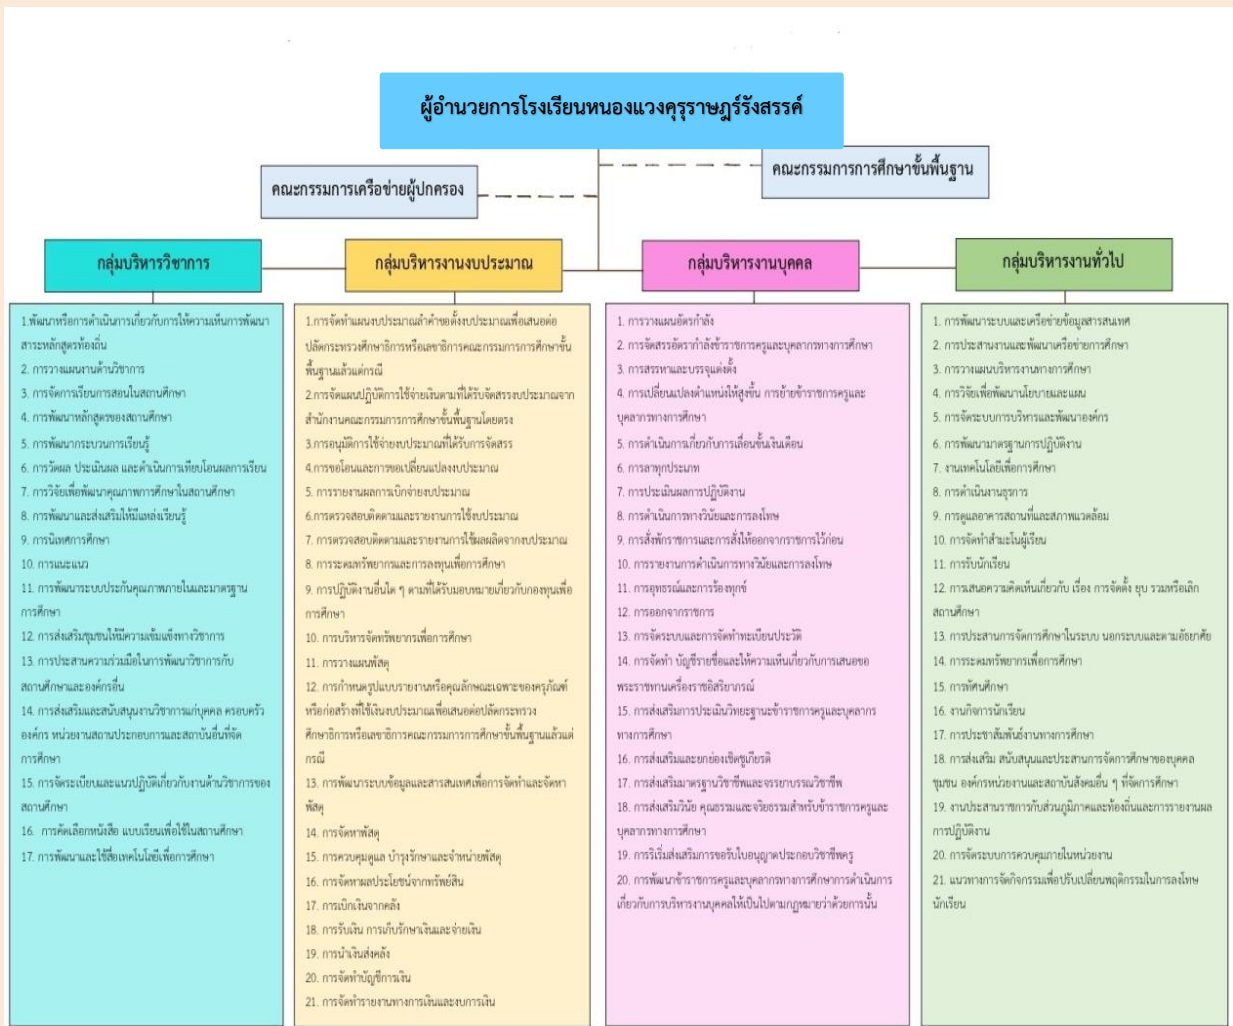 ผู้อำนวยการโรงเรียนหนองแวงคุรุราษฎร์รังสรรค์
คณะกรรมการเครือข่ายผู้ปกครอง
คณะกรรมการการศึกษาขั้นพื้นฐาน
กลุ่มบริหารวิชาการ
กลุ่มบริหารงานงบประมาณ
กลุ่มบริหารงานบุคคล
กลุ่มบริหารงานทั่วไป
1.พัฒนาหรือการดำเนินการเกี่ยวกับการให้ความเห็นการพัฒนา
สาระหลักสูตรท้องถิ่น
2. การวางแผนงานด้านวิชาการ
3. การจัดการเรียนการสอนในสถานศึกษา
4. การพัฒนาหลักสูตรของสถานศึกษา
5. การพัฒนากระบวนการเรียนรู้
6. การวัดผล ประเมินผล และดำเนินการเทียบโอนผลการเรียน
7. การวิจัยเพื่อพัฒนาคุณภาพการศึกษาในสถานศึกษา
8. การพัฒนาและส่งเสริมให้มีแหล่งเรียนรู้
9. การนิเทศการศึกษา
10. การแนะแนว
11. การพัฒนาระบบประกันคุณภาพภายในและมาตรฐาน
การศึกษา
12. การส่งเสริมชุมชนให้มีความเข้มแข็งทางวิชาการ
13. การประสานความร่วมมือในการพัฒนาวิชาการกับ
สถานศึกษาและองค์กรอื่น
14. การส่งเสริมและสนับสนุนงานวิชาการแก่บุคคล ครอบครัว
องค์กร หน่วยงานสถานประกอบการและสถาบันอื่นที่จัด
การศึกษา
15. การจัดระเบียบและแนวปฏิบัติเกี่ยวกับงานด้านวิชาการของ
สถานศึกษา
16. การคัดเลือกหนังสือ แบบเรียนเพื่อใช้ในสถานศึกษา
17. การพัฒนาและใช้สื่อเทคโนโลยีเพื่อการศึกษา
1.การจัดทำแผนงบประมาณลำคำขอตั้งงบประมาณเพื่อเสนอต่อ
ปลัดกระทรวงศึกษาธิการหรือเลขาธิการคณะกรรมการการศึกษาขั้น
พื้นฐานแล้วแต่กรณี
2.การจัดแผนปฏิบัติการใช้จ่ายเงินตามที่ได้รับจัดสรรงบประมาณจาก
สำนักงานคณะกรรมการการศึกษาขั้นพื้นฐานโดยตรง
3.การอนุมัติการใช้จ่ายงบประมาณที่ได้รับการจัดสรร
4.การขอโอนและการขอเปลี่ยนแปลงงบประมาณ
5. การรายงานผลการเบิกจ่ายงบประมาณ
6.การตรวจสอบติดตามและรายงานการใช้งบประมาณ
7. การตรวจสอบติดตามและรายงานการใช้ผลผลิตจากงบประมาณ
8. การระดมทรัพยากรและการลงทุนเพื่อการศึกษา
9. การปฏิบัติงานอื่นใด ๆ ตามที่ได้รับมอบหมายเกี่ยวกับกองทุนเพื่อ
การศึกษา
10. การบริหารจัดทรัพยากรเพื่อการศึกษา
11. การวางแผนพัสดุ
12. การกำหนดรูปแบบรายงานหรือคุณลักษณะเฉพาะของครุภัณฑ์
หรือก่อสร้างที่ใช้เงินงบประมาณเพื่อเสนอต่อปลัดกระทรวง
ศึกษาธิการหรือเลขาธิการคณะกรรมการการศึกษาขั้นพื้นฐานแล้วแต่
กรณี
13. การพัฒนาระบบข้อมูลและสารสนเทศเพื่อการจัดทำและจัดหา
พัสดุ
14. การจัดหาพัสดุ
15. การควบคุมดูแล บำรุงรักษาและจำหน่ายพัสดุ
16. การจัดหาผลประโยชน์จากทรัพย์สิน
17. การเบิกเงินจากคลัง
18. การรับเงิน การเก็บรักษาเงินและจ่ายเงิน
19. การนำเงินส่งคลัง
20. การจัดทำบัญชีการเงิน
21. การจัดทำรายงานทางการเงินและงบการเงิน
1. การวางแผนอัตรกำลัง
2. การจัดสรรอัตรากำลังข้าราชการครูและบุคลากรทางการศึกษา
3. การสรรหาและบรรจุแต่งตั้ง
4. การเปลี่ยนแปลงตำแหน่งให้สูงขึ้น การย้ายข้าราชการครูและ
บุคลากรทางการศึกษา
5. การดำเนินการเกี่ยวกับการเลื่อนขั้นเงินเดือน
6. การลาทุกประเภท
7. การประเมินผลการปฏิบัติงาน
8. การดำเนินการทางวินัยและการลงโทษ
9. การสั่งพักราชการและการสั่งให้ออกจากราชการไว้ก่อน
10. การรายงานการดำเนินการทางวินัยและการลงโทษ
11. การอุทธรณ์และการร้องทุกข์
12. การออกจากราชการ
13. การจัดระบบและการจัดทำทะเบียนประวัติ
14. การจัดทำ บัญชีรายชื่อและให้ความเห็นเกี่ยวกับการเสนอขอ
พระราชทานเครื่องราชอิสริยาภรณ์
15. การส่งเสริมการประเมินวิทยะฐานะข้าราชการครูและบุคลากร
ทางการศึกษา
16. การส่งเสริมและยกย่องเชิดชูเกียรติ
17. การส่งเสริมมาตรฐานวิชาชีพและจรรยาบรรณวิชาชีพ
18. การส่งเสริมวินัย คุณธรรมและจริยธรรมสำหรับข้าราชการครูและ
บุคลากรทางการศึกษา
19. การริเริ่มส่งเสริมการขอรับใบอนุญาตประกอบวิชาชีพครู
20. การพัฒนาข้าราชการครูและบุคลากรทางการศึกษาการดำเนินการ
เกี่ยวกับการบริหารงานบุคคลให้เป็นไปตามกฎหมายว่าด้วยการนั้น
1. การพัฒนาระบบและเครือข่ายข้อมูลสารสนเทศ
2. การประสานงานและพัฒนาเครือข่ายการศึกษา
3. การวางแผนบริหารงานทางการศึกษา
4. การวิจัยเพื่อพัฒนานโยบายและแผน
5. การจัดระบบการบริหารและพัฒนาองค์กร
6. การพัฒนามาตรฐานการปฏิบัติงาน
7. งานเทคโนโลยีเพื่อการศึกษา
8. การดำเนินงานธุรการ
9. การดูแลอาคารสถานที่และสภาพแวดล้อม
10. การจัดทำสำมะโนผู้เรียน
11. การรับนักเรียน
12. การเสนอความคิดเห็นเกี่ยวกับ เรื่อง การจัดตั้ง ยุบ รวมหรือเลิก
สถานศึกษา
13. การประสานการจัดการศึกษาในระบบ นอกระบบและตามอัธยาศัย
14. การระดมทรัพยากรเพื่อการศึกษา
15. การทัศนศึกษา
16. งานกิจการนักเรียน
17. การประชาสัมพันธ์งานทางการศึกษา
18. การส่งเสริม สนับสนุนและประสานการจัดการศึกษาของบุคคล
ชุมชน องค์กรหน่วยงานและสถาบันสังคมอื่น ๆ ที่จัดการศึกษา
19. งานประสานราชการกับส่วนภูมิภาคและท้องถิ่นและการรายงานผล
การปฏิบัติงาน
20. การจัดระบบการควบคุมภายในหน่วยงาน
21. แนวทางการจัดกิจกรรมเพื่อปรับเปลี่ยนพฤติกรรมในการลงโทษ
นักเรียน